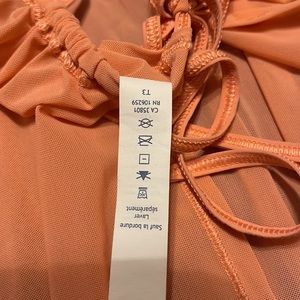 Sauf la bordure
séparément
Laver
RN 106259
CA 35801
T3